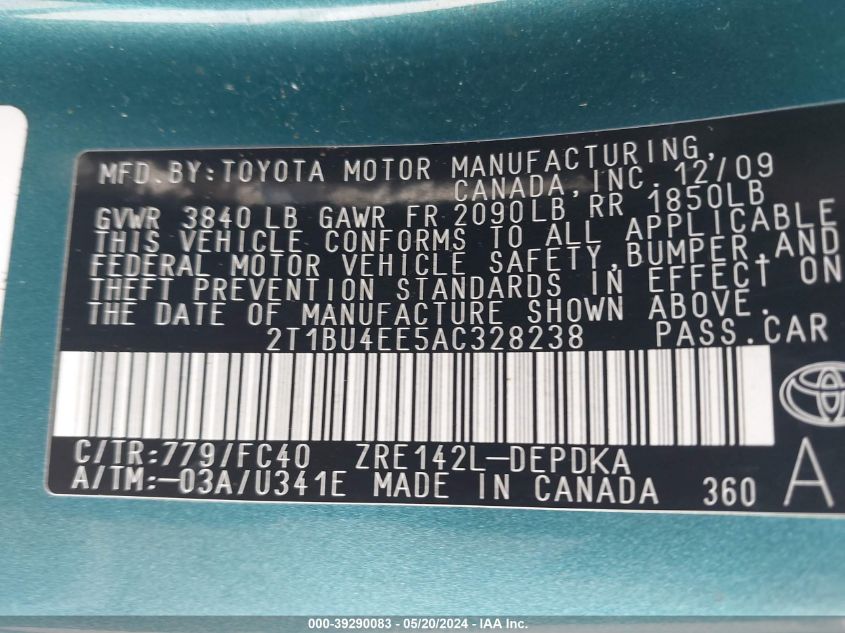 MFD.BY:TOYOTA MOTOR MANUFACTURING,
CANADA,INC. 12/09
GVWR 3840 LB GAWR FR 2090LB RR 1850LB
THIS VEHICLE CONFORMS TO ALL APPLICABLE
FEDERAL MOTOR VEHICLE SAFETY,BUMPER,AND
THEFT PREVENTION STANDARDS IN EFFECT ON
THE DATE OF MANUFACTURE SHOWN ABOVE.
2T1BU4EE5AC328238 PASS.CAR
C/TR:779/FC40 ZRE142L-DEPDKA
A/TM:-03A/U341E MADE IN CANADA 360 A
000-39290083 - 05/20/2024 - IAA Inc.